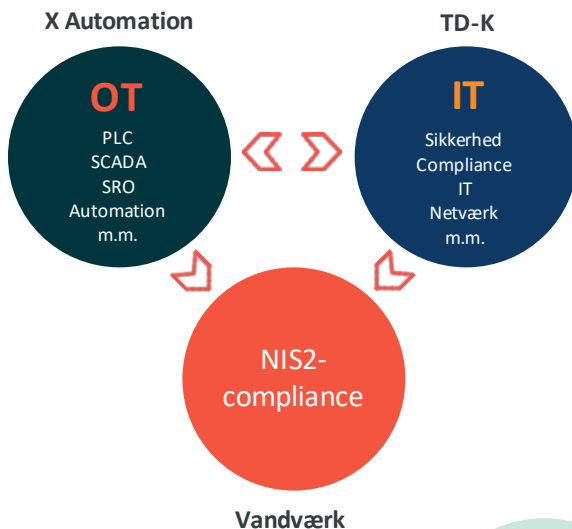 X Automation
TD-K
OT
PLC
SCADA
SRO
Automation
m.m.
IT
Sikkerhed
Compliance
IT
Netværk
m.m.
NIS2-
compliance
Vandværk